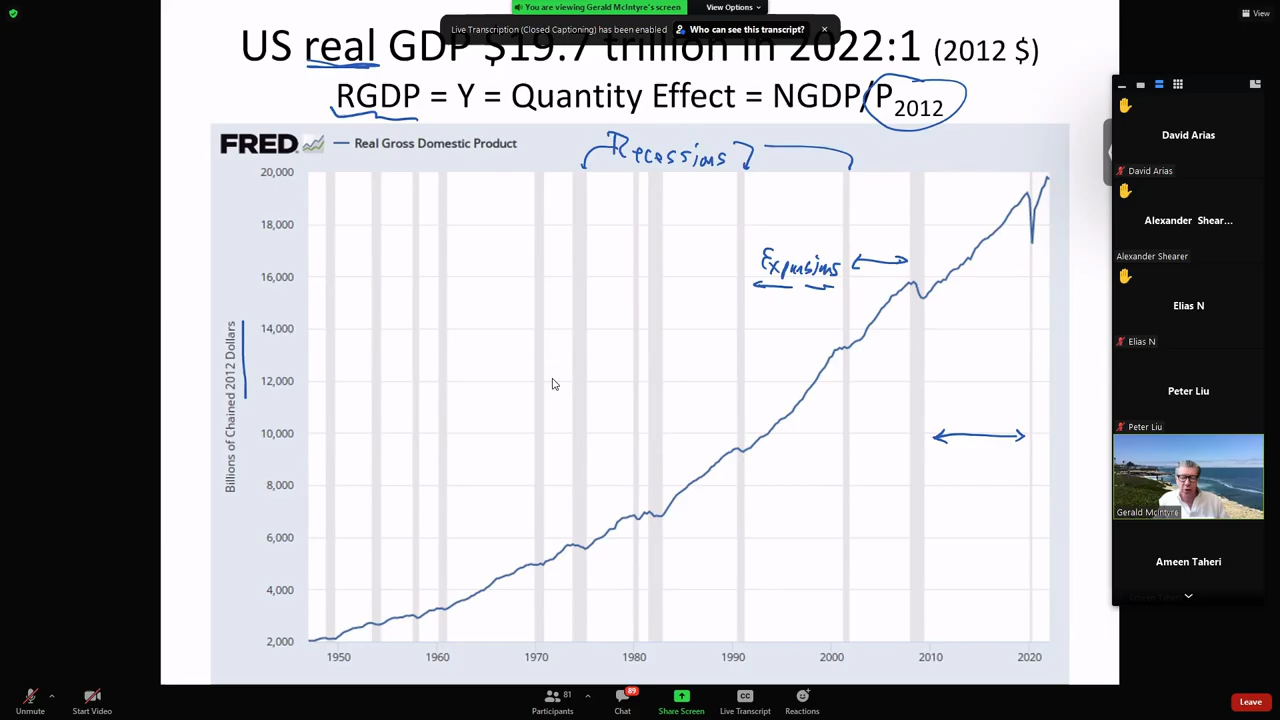 You are viewing Gerald McIntyre's screen
View Options
View
Live Transcription (Closed Captioning) has been enabled
Who can see this transcript?
US real GDP $19.7 trillion in 2022:1 (2012 $)
RGDP = Y = Quantity Effect = NGDP/P2012
FRED
Real Gross Domestic Product
Recessions
Expansions
Billions of Chained 2012 Dollars
20,000
18,000
16,000
14,000
12,000
10,000
8,000
6,000
4,000
2,000
1950
1960
1970
1980
1990
2000
2010
2020
David Arias
David Arias
Alexander Shear...
Alexander Shearer
Elias N
Elias N
Peter Liu
Peter Liu
Gerald McIntyre
Ameen Taheri
Unmute
Start Video
Participants
81
Chat
89
Share Screen
CC
Live Transcript
Reactions
Leave